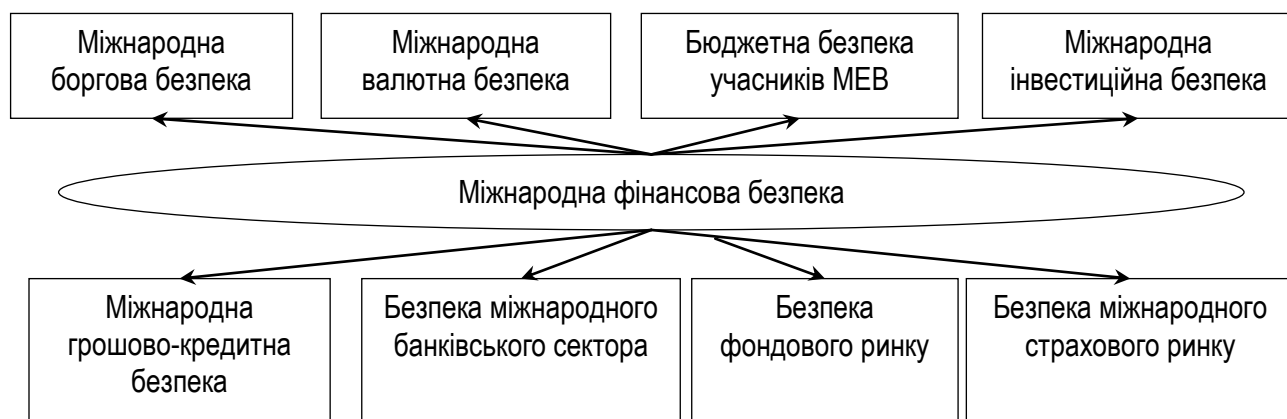 Міжнародна
боргова безпека
Міжнародна
валютна безпека
Бюджетна безпека
учасників МЕВ
Міжнародна
інвестиційна безпека
Міжнародна фінансова безпека
Міжнародна
грошово-кредитна
безпека
Безпека міжнародного
банківського сектора
Безпека
фондового ринку
Безпека міжнародного
страхового ринку